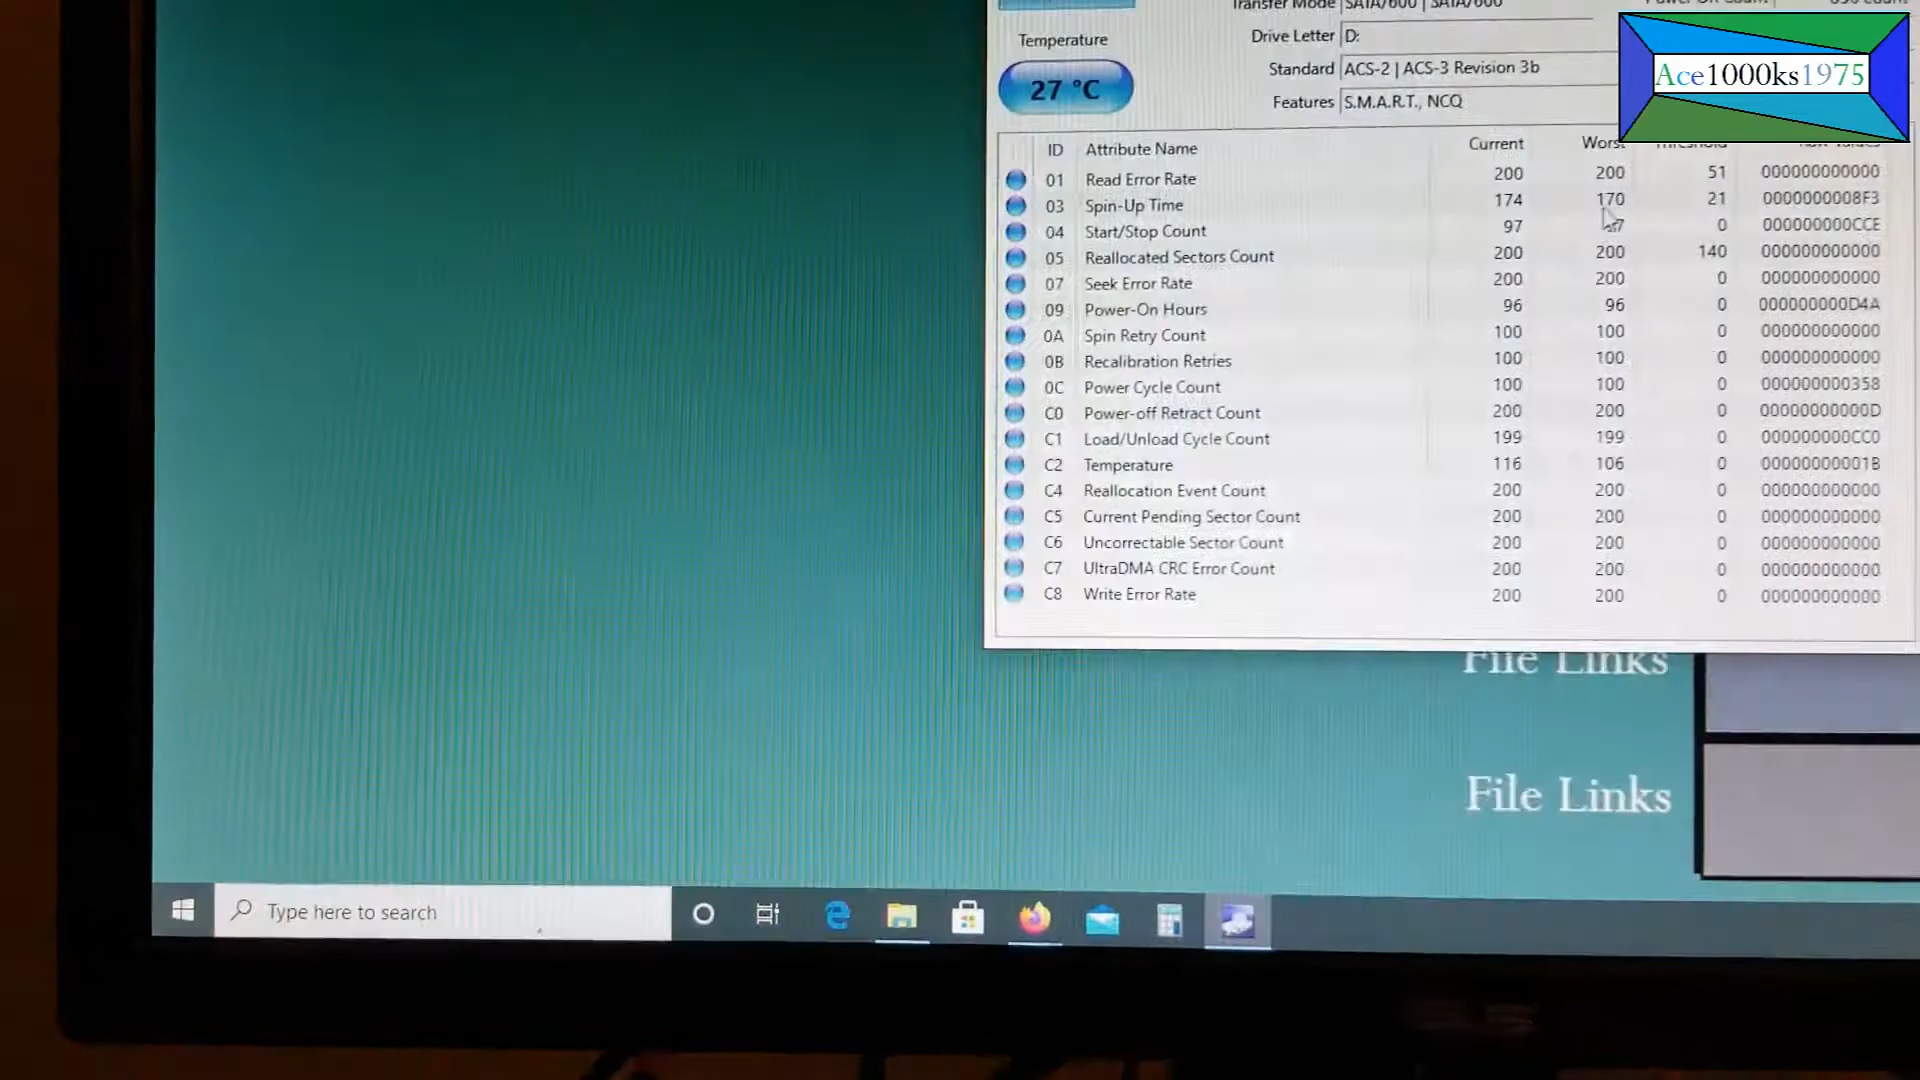 Transfer Mode SATA/600 | SATA/600
Temperature
Drive Letter D:
27 °C
Standard ACS-2 | ACS-3 Revision 3b
Features S.M.A.R.T., NCQ
Ace1000ks1975
ID Attribute Name Current Worst Threshold
01 Read Error Rate 200 200 51 000000000000
03 Spin-Up Time 174 170 21 0000000008F3
04 Start/Stop Count 97 0 000000000CCE
05 Reallocated Sectors Count 200 200 140 000000000000
07 Seek Error Rate 200 200 0 000000000000
09 Power-On Hours 96 96 0 000000000D4A
0A Spin Retry Count 100 100 0 000000000000
0B Recalibration Retries 100 100 0 000000000000
0C Power Cycle Count 100 100 0 000000000358
C0 Power-off Retract Count 200 200 0 00000000000D
C1 Load/Unload Cycle Count 199 199 0 000000000CC0
C2 Temperature 116 106 0 00000000001B
C4 Reallocation Event Count 200 200 0 000000000000
C5 Current Pending Sector Count 200 200 0 000000000000
C6 Uncorrectable Sector Count 200 200 0 000000000000
C7 UltraDMA CRC Error Count 200 200 0 000000000000
C8 Write Error Rate 200 200 0 000000000000
File Links
File Links
Type here to search